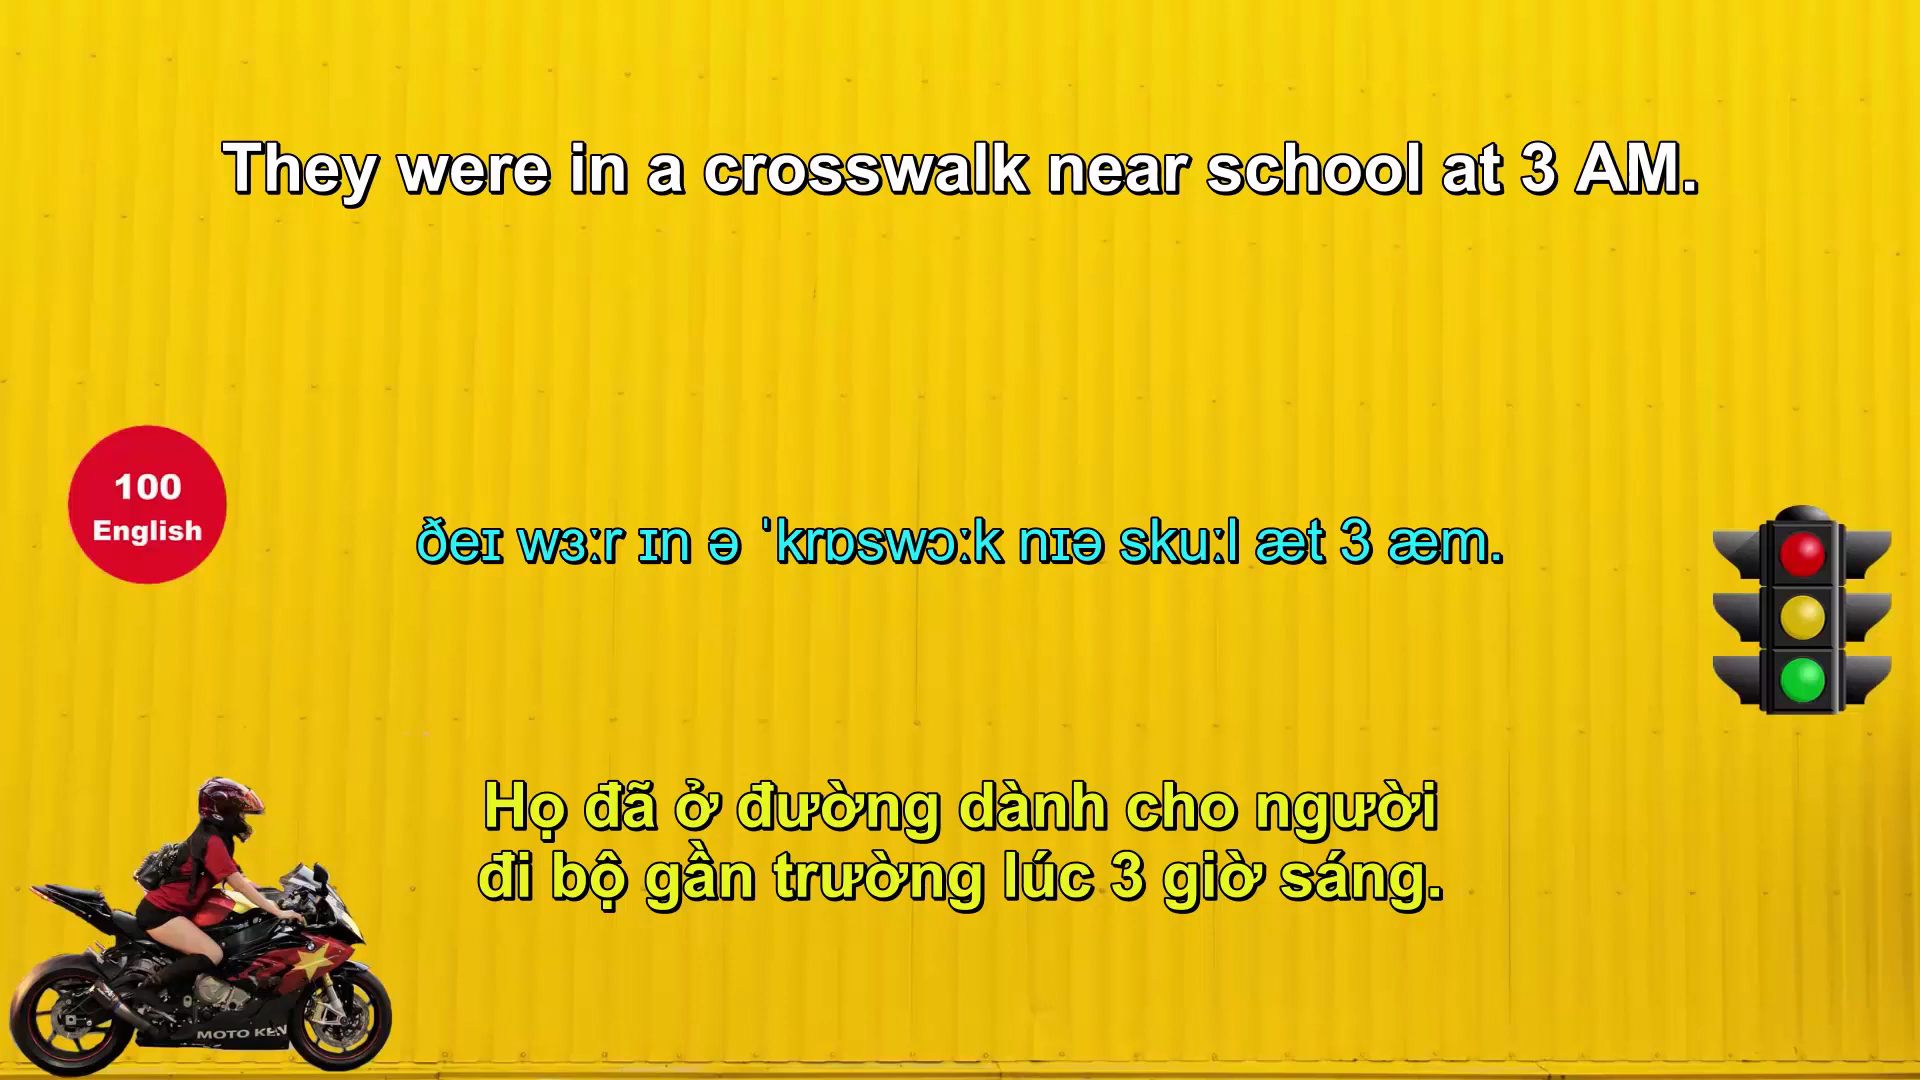 They were in a crosswalk near school at 3 AM.
100
English
ðeɪ wɜːr ɪn ə ˈkrɒswɔːk nɪə skuːl æt 3 æm.
Họ đã ở đường dành cho người
đi bộ gần trường lúc 3 giờ sáng.
MOTO KEN